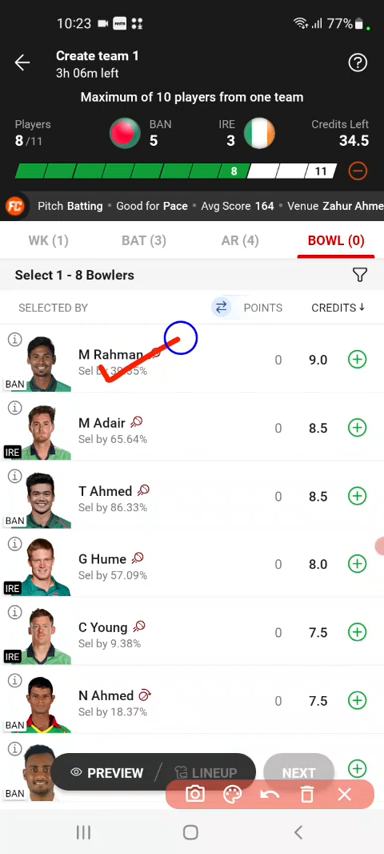 10:23 77%
Create team 1
3h 06m left
Maximum of 10 players from one team
Players BAN IRE Credits Left
8/11 5 3 34.5
8 11
FC Pitch Batting • Good for Pace • Avg Score 164 • Venue Zahur Ahme
WK (1) BAT (3) AR (4) BOWL (0)
Select 1 - 8 Bowlers
SELECTED BY POINTS CREDITS↓
M Rahman 0 9.0
Sel by
BAN
M Adair 0 8.5
Sel by 65.64%
IRE
T Ahmed 0 8.5
Sel by 86.33%
BAN
G Hume 0 8.0
Sel by 57.09%
IRE
C Young 0 7.5
Sel by 9.38%
IRE
N Ahmed 0 7.5
Sel by 18.37%
BAN
BAN
PREVIEW / LINEUP NEXT